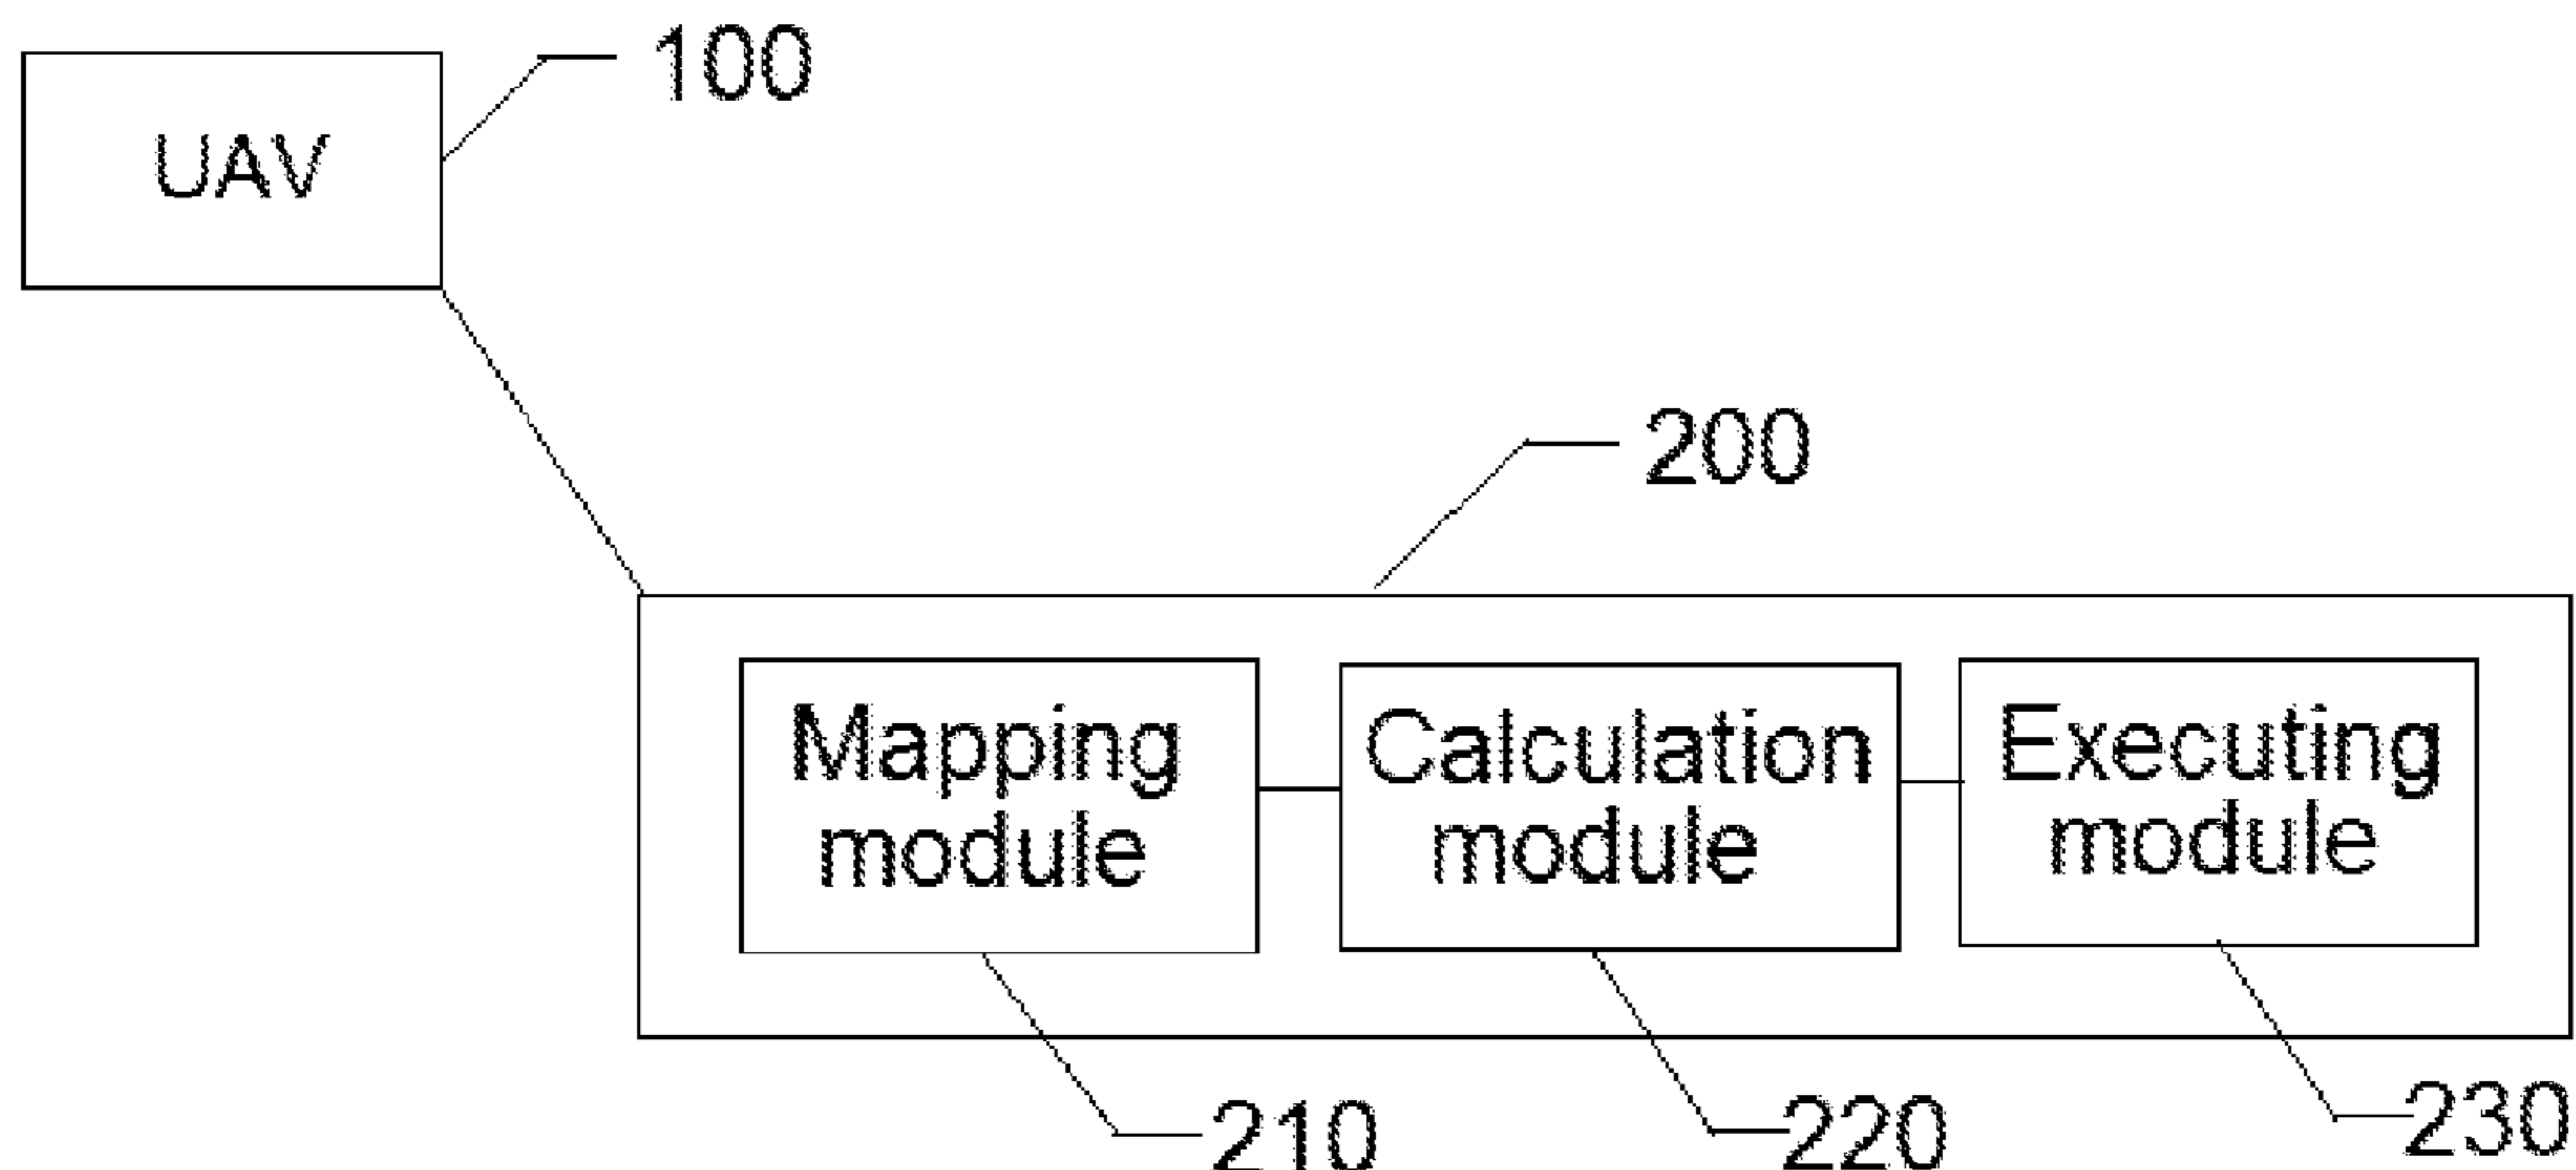 100
UAV
200
Mapping
module
Calculation
module
Executing
module
210
220
230